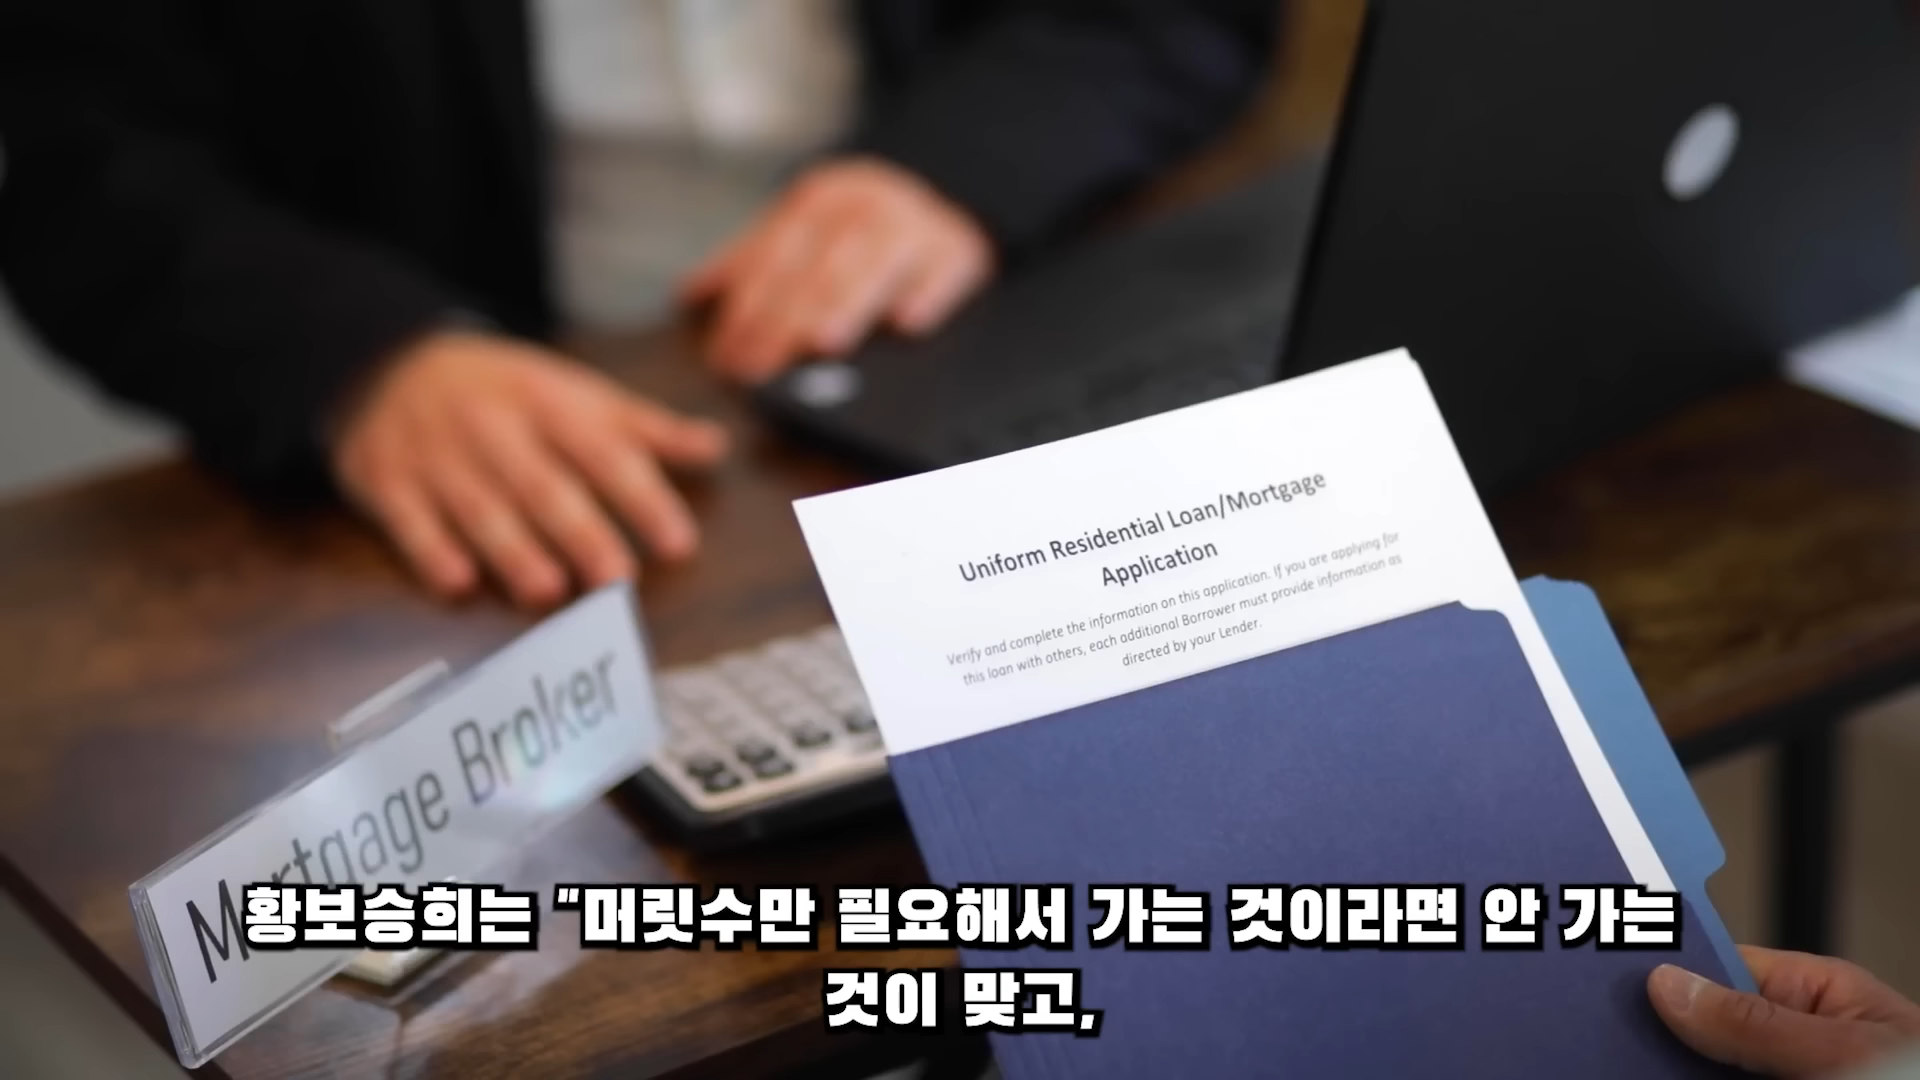 Uniform Residential Loan/Mortgage
Application
Verify and complete the information on this application. If you are applying for
this loan with others, each additional Borrower must provide information as
directed by your Lender.
Mortgage Broker
황보승희는 "머릿수만 필요해서 가는 것이라면 안 가는
것이 맞고,